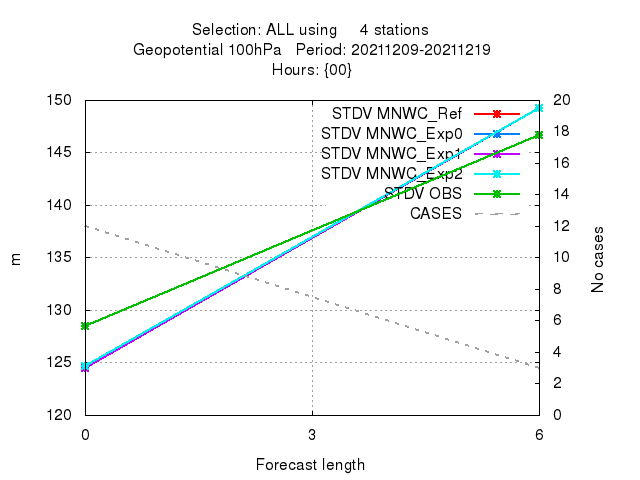 Selection: ALL using 4 stations
Geopotential 100hPa Period: 20211209-20211219
Hours: {00}
150
145
140
135
130
125
120
20
18
16
14
12
10
8
6
4
2
0
STDV MNWC_Ref
STDV MNWC_Exp0
STDV MNWC_Exp1
STDV MNWC_Exp2
STDV OBS
CASES
m
No cases
0 3 6
Forecast length